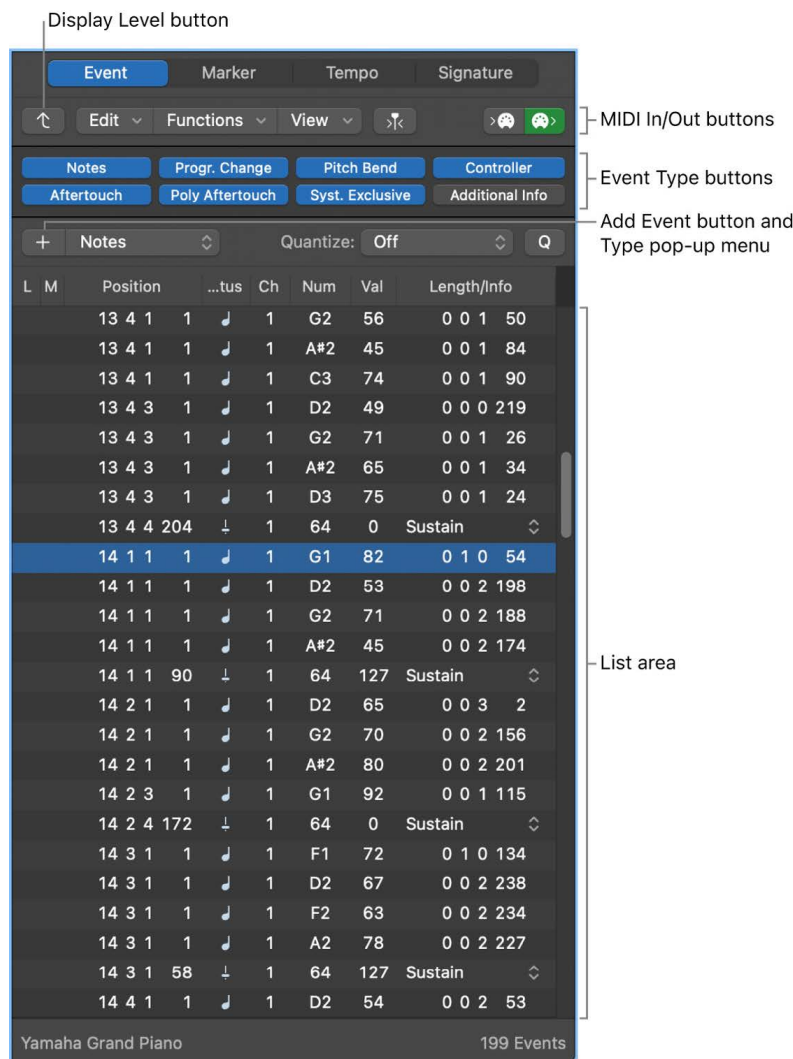 Display Level button
Event Marker Tempo Signature
Edit Functions View
MIDI In/Out buttons
Notes Progr. Change Pitch Bend Controller
Aftertouch Poly Aftertouch Syst. Exclusive Additional Info
Event Type buttons
Add Event button and
Type pop-up menu
+ Notes Quantize: Off Q
L M Position ...tus Ch Num Val Length/Info
13 4 1 1 1 G2 56 0 0 1 50
13 4 1 1 1 A#2 45 0 0 1 84
13 4 1 1 1 C3 74 0 0 1 90
13 4 3 1 1 D2 49 0 0 0 219
13 4 3 1 1 G2 71 0 0 1 26
13 4 3 1 1 A#2 65 0 0 1 34
13 4 3 1 1 D3 75 0 0 1 24
13 4 4 204 1 64 0 Sustain
14 1 1 1 1 G1 82 0 1 0 54
14 1 1 1 1 D2 53 0 0 2 198
14 1 1 1 1 G2 71 0 0 2 188
14 1 1 1 1 A#2 45 0 0 2 174
14 1 1 90 1 64 127 Sustain
List area
14 2 1 1 1 D2 65 0 0 3 2
14 2 1 1 1 G2 70 0 0 2 156
14 2 1 1 1 A#2 80 0 0 2 201
14 2 3 1 1 G1 92 0 0 1 115
14 2 4 172 1 64 0 Sustain
14 3 1 1 1 F1 72 0 1 0 134
14 3 1 1 1 D2 67 0 0 2 238
14 3 1 1 1 F2 63 0 0 2 234
14 3 1 1 1 A2 78 0 0 2 227
14 3 1 58 1 64 127 Sustain
14 4 1 1 1 D2 54 0 0 2 53
Yamaha Grand Piano 199 Events